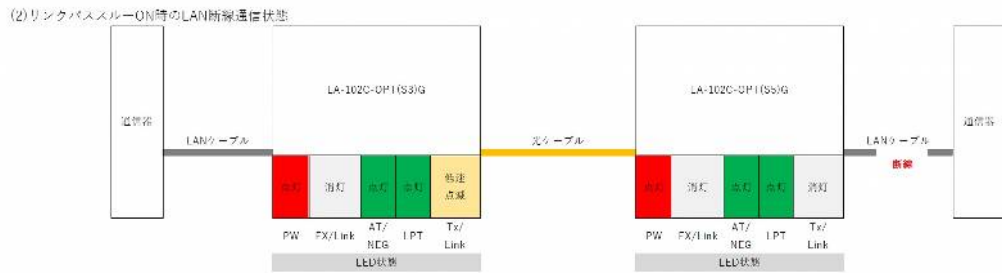 (2)リンクパススルーON時のLAN断線通信状態
通信器
LANケーブル
LA-102C-OPT(S3)G
光ケーブル
LA-102C-OPT(S5)G
LANケーブル
断線
通信器
点灯
消灯
点灯
点灯
低速
点滅
点灯
消灯
点灯
点灯
消灯
PW
FX/Link
AT/
NEG
LPT
Tx/
Link
PW
FX/Link
AT/
NEG
LPT
Tx/
Link
LED状態
LED状態